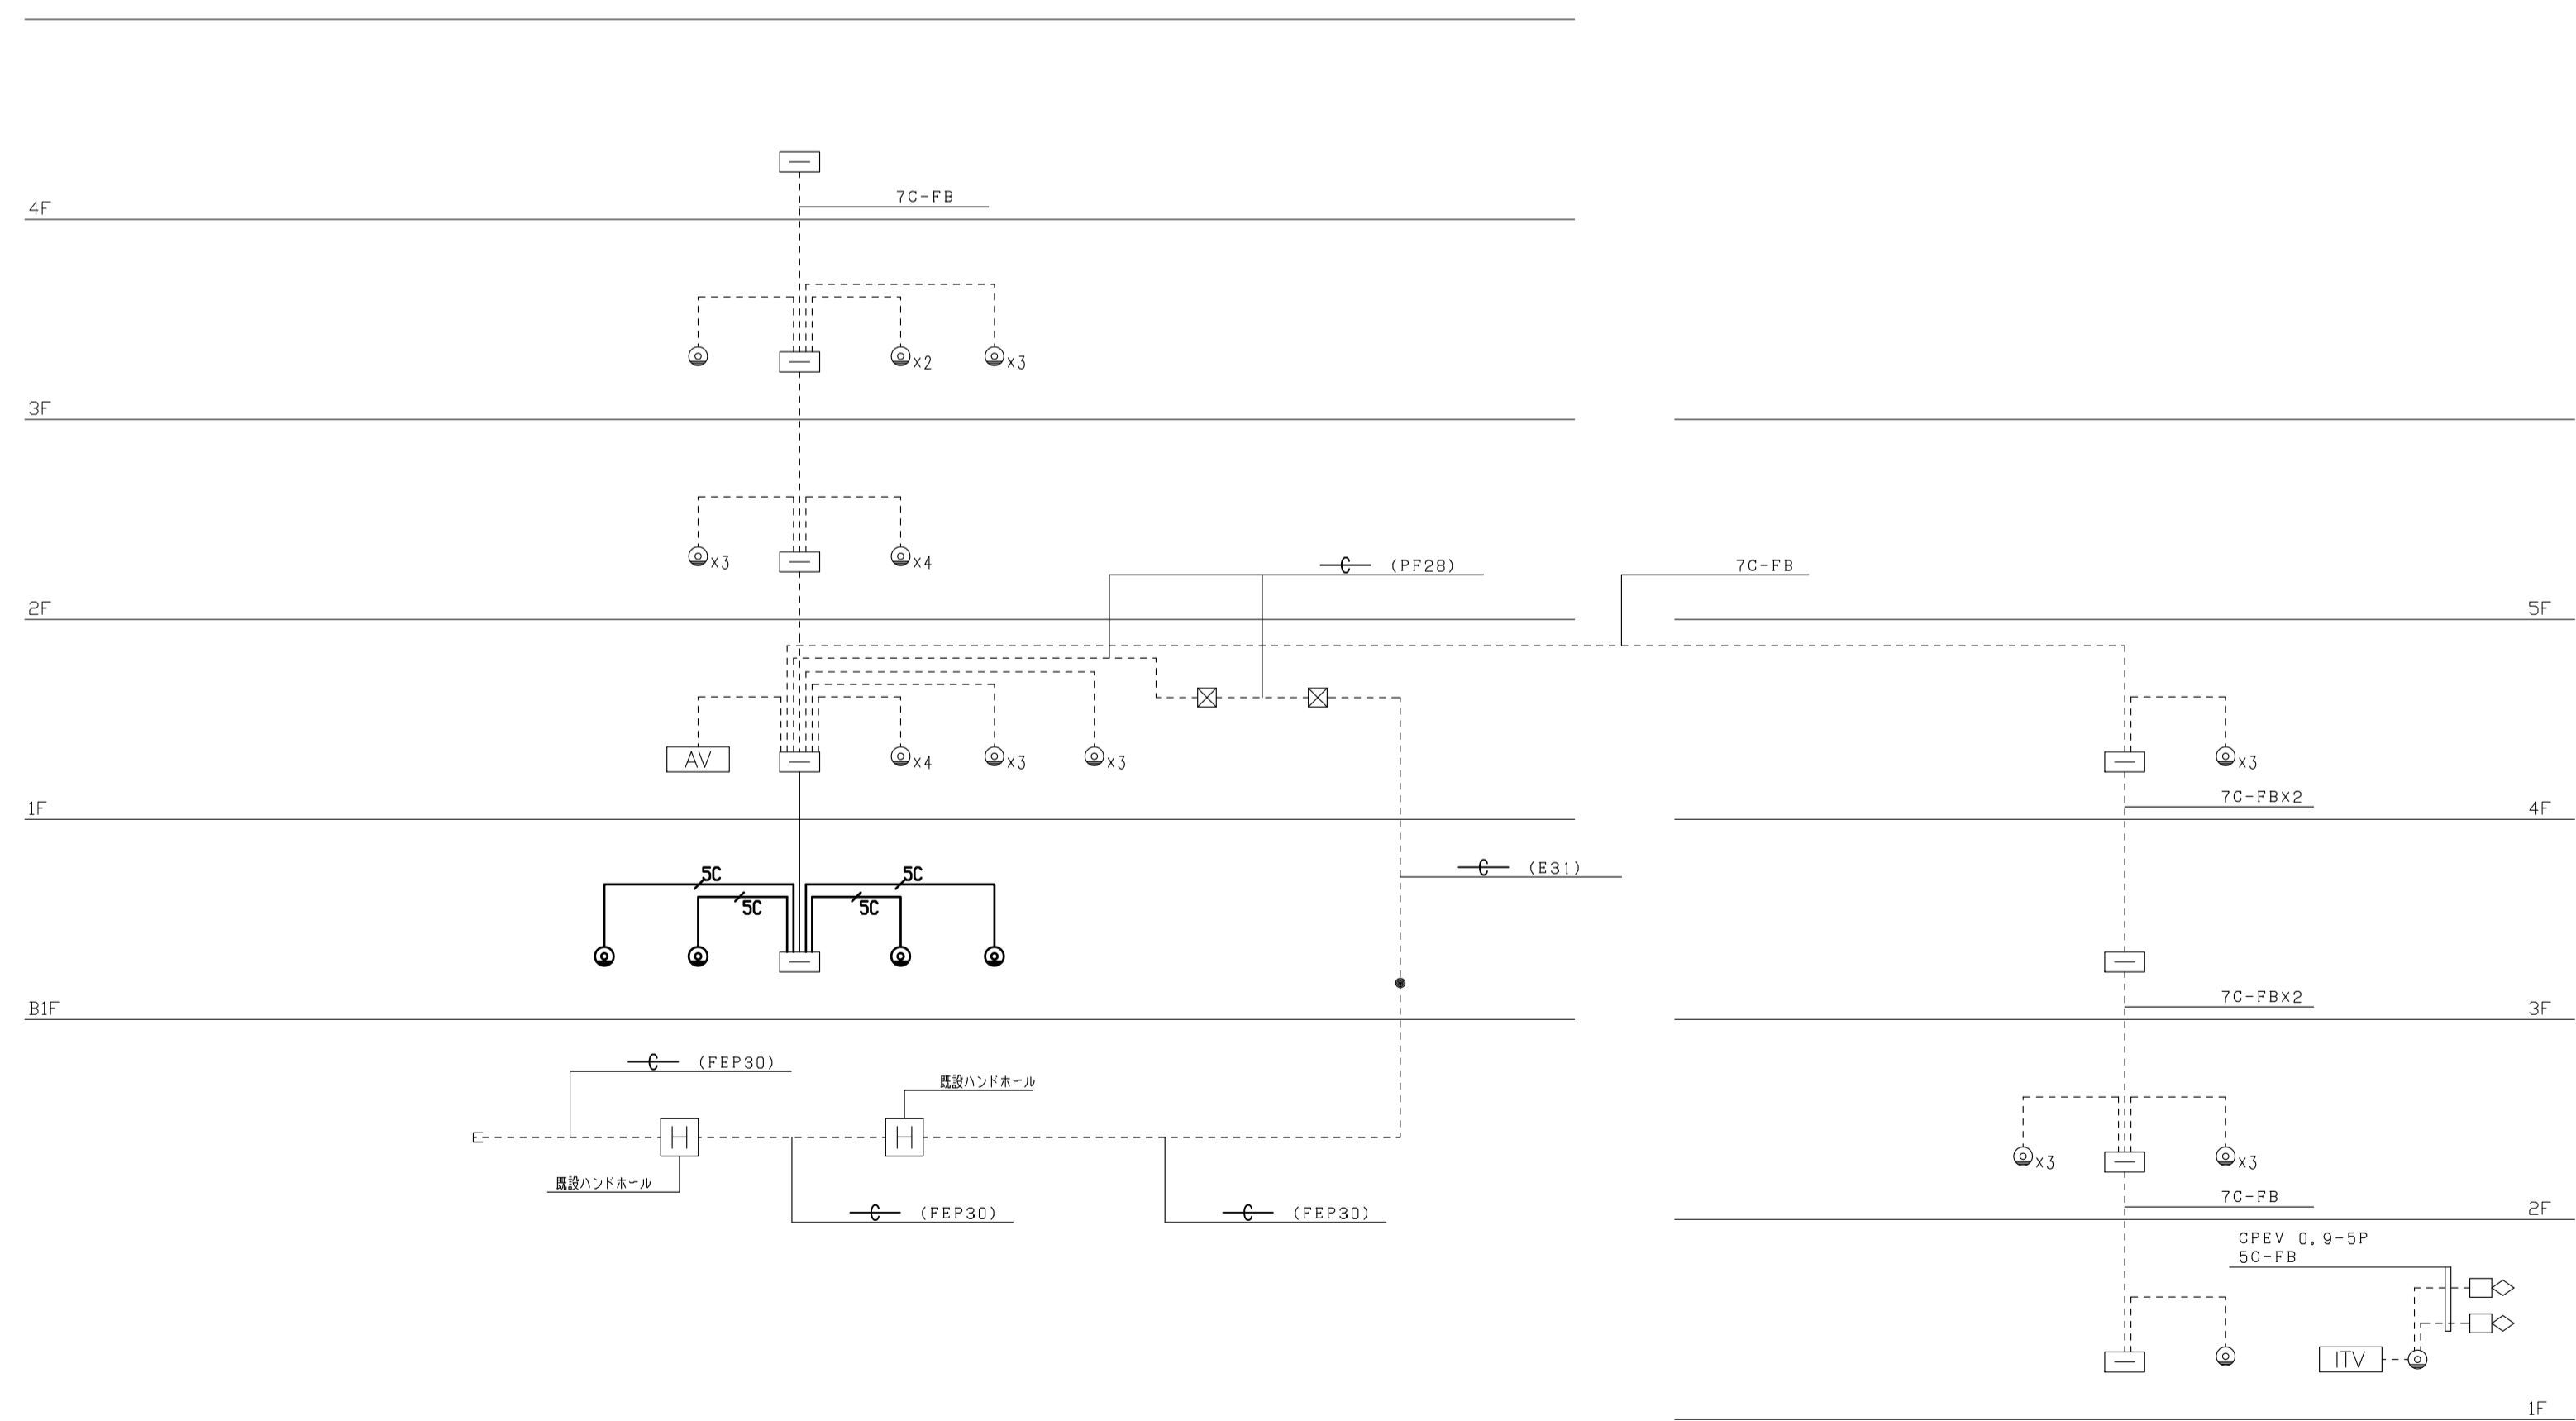 7C-FB
4F
x2
x3
3F
x3
x4
C (PF28)
7C-FB
2F
5F
AV
x4
x3
x3
x3
7C-FBX2
1F
4F
5C
5C
C (E31)
5C
5C
7C-FBX2
B1F
3F
C (FEP30)
既設ハンドホール
H
H
x3
x3
既設ハンドホール
7C-FB
C (FEP30)
C (FEP30)
2F
CPEV 0.9-5P
5C-FB
ITV
1F